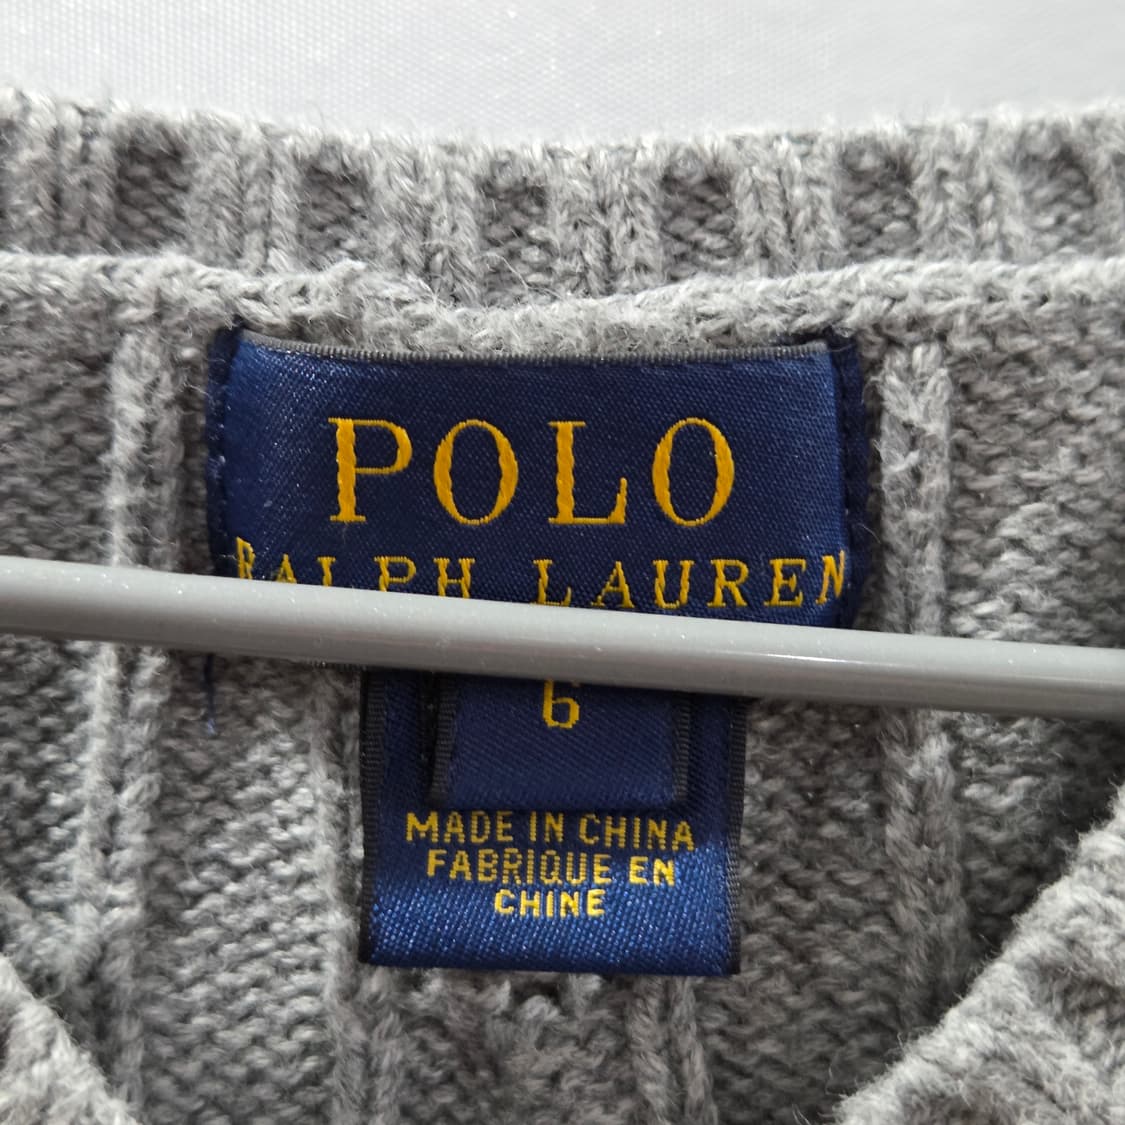 POLO
RALPH LAUREN
6
MADE IN CHINA
FABRIQUE EN
CHINE